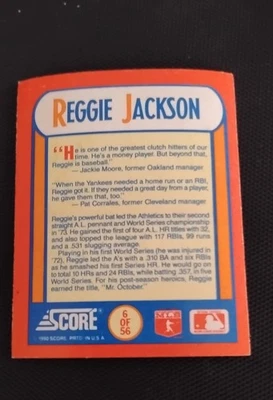 REGGIE JACKSON
"He is one of the greatest clutch hitters of our
time. He's a money player. But beyond that,
Reggie is baseball."
— Jackie Moore, former Oakland manager
"When the Yankees needed a home run or an RBI,
Reggie got it. If they needed a great day from a player,
he gave them that, too."
— Pat Corrales, former Cleveland manager
Reggie's powerful bat led the Athletics to their second
straight A.L. pennant and World Series championship
in '73. He gained the first of four A.L. HR titles with 32,
and also topped the league with 117 RBIs, 99 runs
and a .531 slugging average.
Playing in his first World Series (he was injured in
'72), Reggie led the A's with a .310 BA and six RBIs
as he smashed his first Series HR. He would go on
to total 10 HRs and 24 RBIs, while batting .357, in five
World Series. For his post-season heroics, Reggie
earned the title, "Mr. October."
SCORE
6
OF
56
1990 SCORE, PRTD. IN U.S.A.